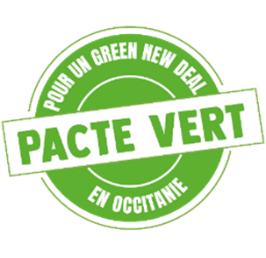 POUR UN GREEN NEW DEAL
PACTE VERT
EN OCCITANIE